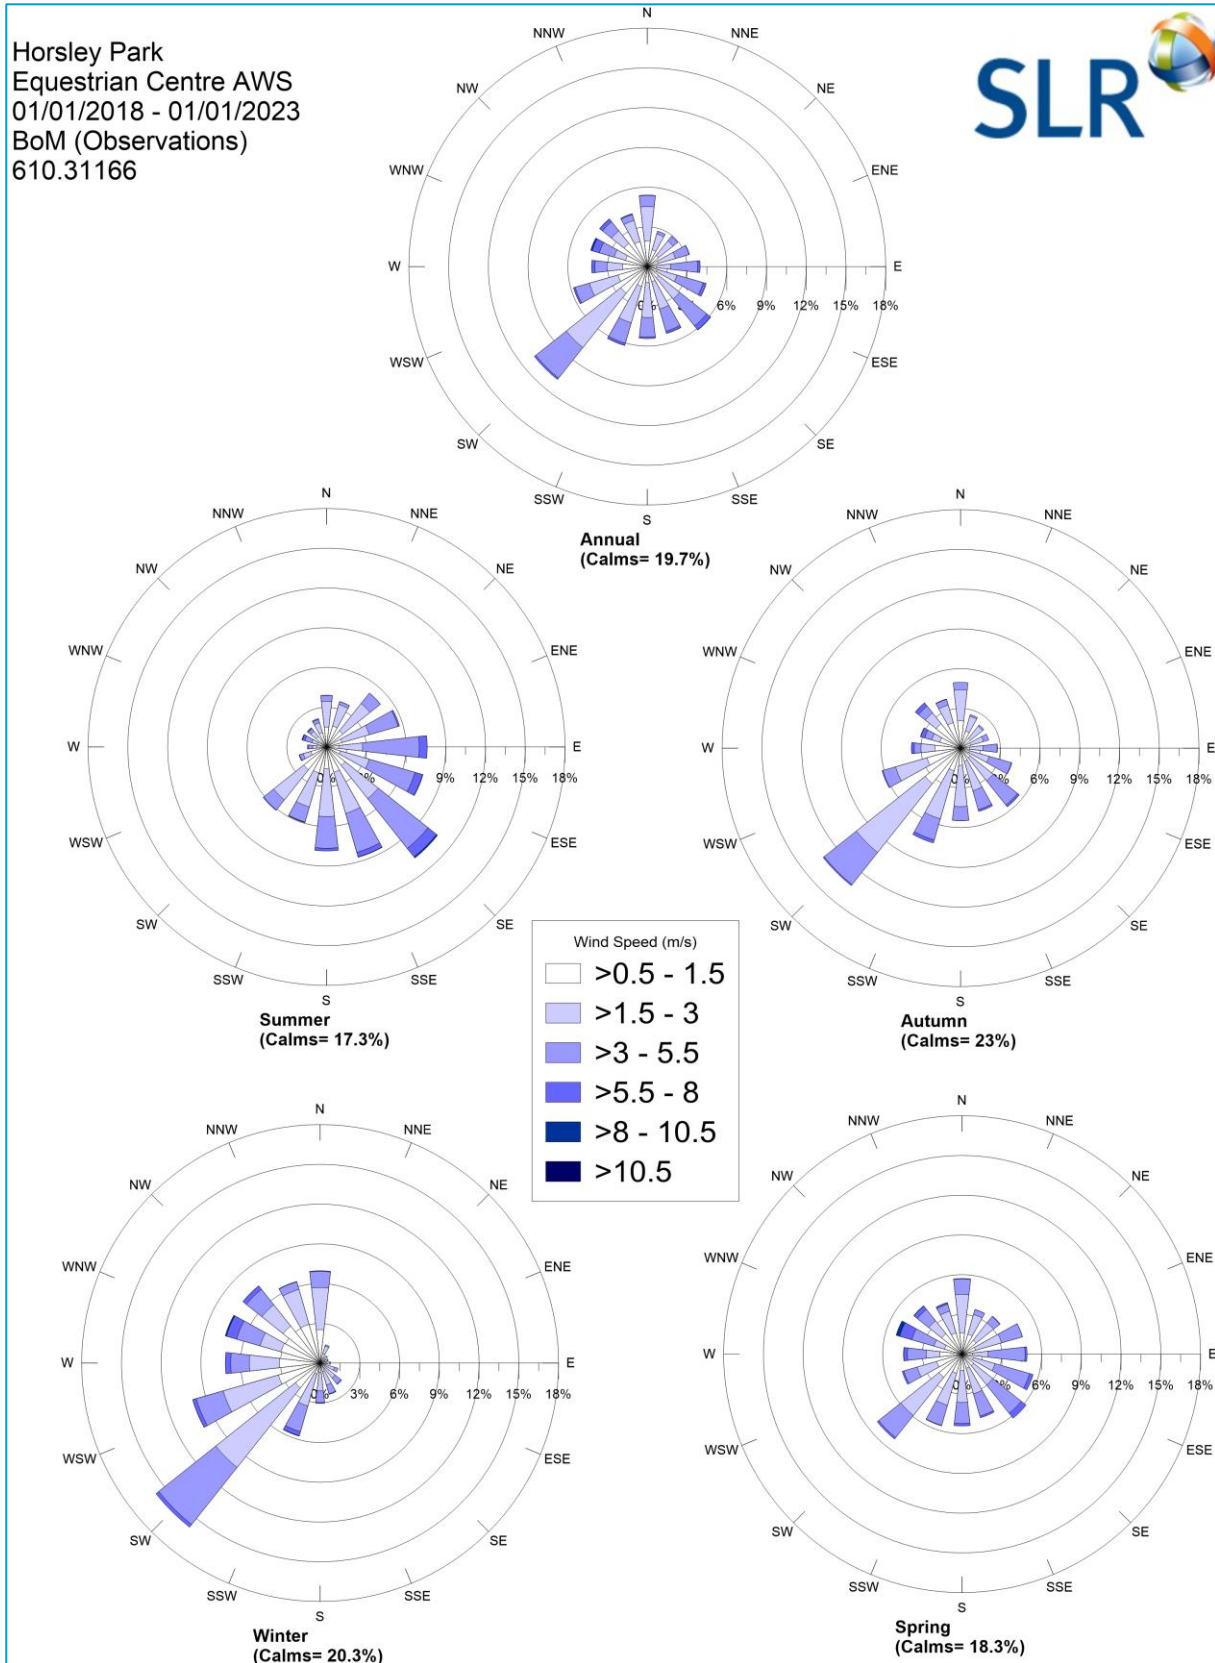 Horsley Park
Equestrian Centre AWS
01/01/2018 - 01/01/2023
BoM (Observations)
610.31166
SLR
N
NNW
NNE
NW
NE
WNW
ENE
W
E
6%
9%
12%
15%
18%
WSW
ESE
SW
SE
SSW
SSE
S
Annual
(Calms= 19.7%)
N
NNW
NNE
NW
NE
WNW
ENE
W
E
9%
12%
15%
18%
WSW
ESE
SW
SE
SSW
SSE
S
Summer
(Calms= 17.3%)
N
NNW
NNE
NW
NE
WNW
ENE
W
E
6%
9%
12%
15%
18%
WSW
ESE
SW
SE
SSW
SSE
S
Autumn
(Calms= 23%)
Wind Speed (m/s)
>0.5 - 1.5
>1.5 - 3
>3 - 5.5
>5.5 - 8
>8 - 10.5
>10.5
N
NNW
NNE
NW
NE
WNW
ENE
W
E
3%
6%
9%
12%
15%
18%
WSW
ESE
SW
SE
SSW
SSE
S
Winter
(Calms= 20.3%)
N
NNW
NNE
NW
NE
WNW
ENE
W
E
6%
9%
12%
15%
18%
WSW
ESE
SW
SE
SSW
SSE
S
Spring
(Calms= 18.3%)